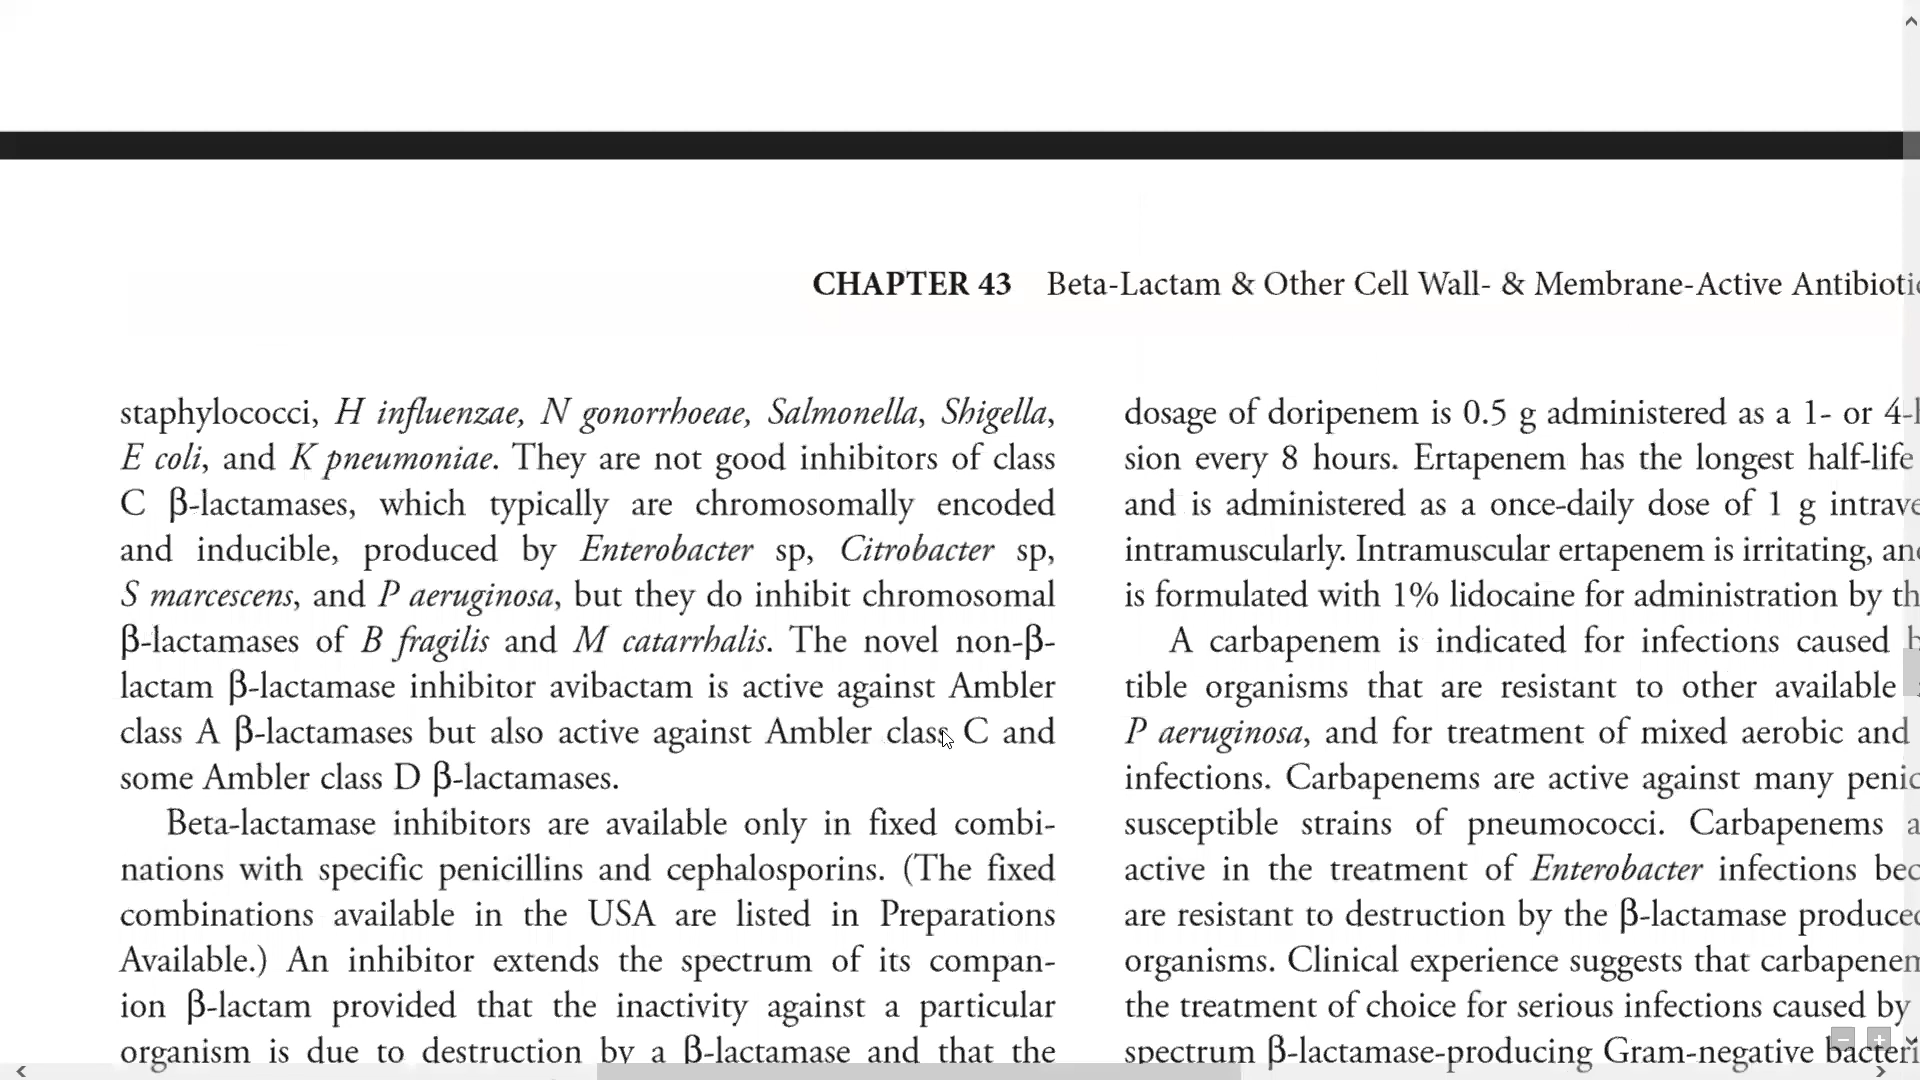 CHAPTER 43 Beta-Lactam & Other Cell Wall- & Membrane-Active
staphylococci, H influenzae, N gonorrhoeae, Salmonella, Shigella,
E coli, and K pneumoniae. They are not good inhibitors of class
C β-lactamases, which typically are chromosomally encoded
and inducible, produced by Enterobacter sp, Citrobacter sp,
S marcescens, and P aeruginosa, but they do inhibit chromosomal
β-lactamases of B fragilis and M catarrhalis. The novel non-β-
lactam β-lactamase inhibitor avibactam is active against Ambler
class A β-lactamases but also active against Ambler class C and
some Ambler class D β-lactamases.
Beta-lactamase inhibitors are available only in fixed combi-
nations with specific penicillins and cephalosporins. (The fixed
combinations available in the USA are listed in Preparations
Available.) An inhibitor extends the spectrum of its compan-
ion β-lactam provided that the inactivity against a particular
organism is due to destruction by a β-lactamase and that the
dosage of doripenem is 0.5 g administered as a 1- or
sion every 8 hours. Ertapenem has the longest half-life
and is administered as a once-daily dose of 1 g
intramuscularly. Intramuscular ertapenem is irritating,
is formulated with 1% lidocaine for administration by
A carbapenem is indicated for infections caused
tible organisms that are resistant to other available
P aeruginosa, and for treatment of mixed aerobic and
infections. Carbapenems are active against many
susceptible strains of pneumococci. Carbapenems
active in the treatment of Enterobacter infections
are resistant to destruction by the β-lactamase
organisms. Clinical experience suggests that
the treatment of choice for serious infections caused by
spectrum β-lactamase-producing Gram-negative